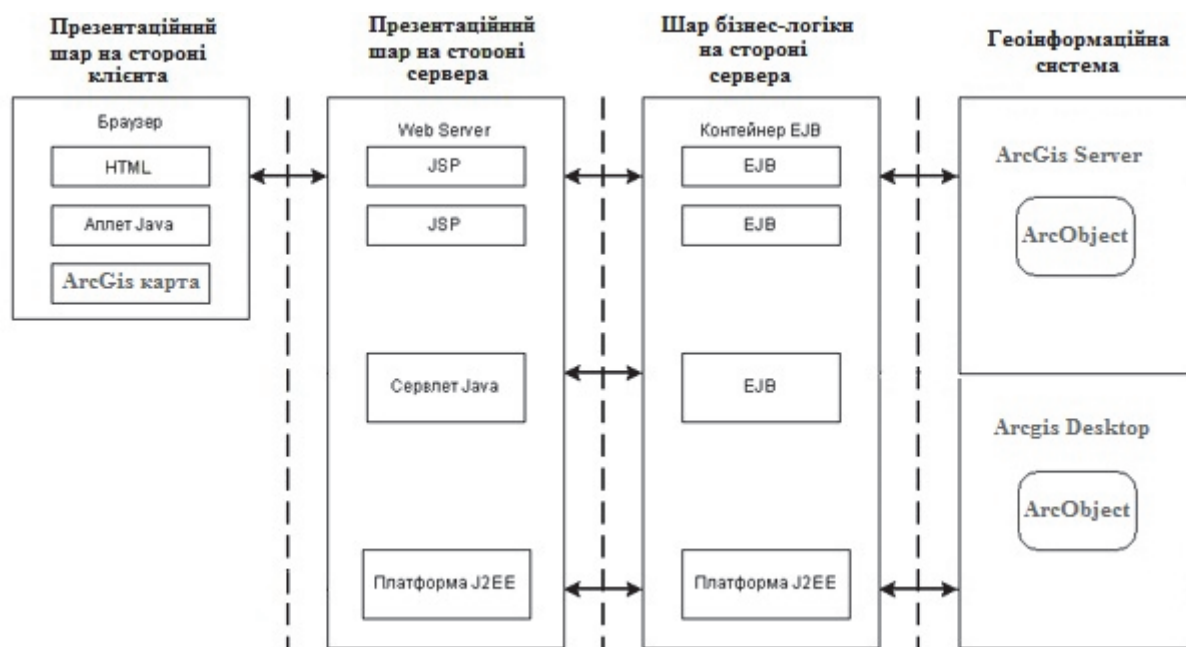 Презентаційний
шар на стороні
клієнта
Презентаційний
шар на стороні
сервера
Шар бізнес-логіки
на стороні
сервера
Геоінформаційна
система
Браузер
HTML
Аплет Java
ArcGis карта
Web Server
JSP
JSP
Сервлет Java
Платформа J2EE
Контейнер EJB
EJB
EJB
EJB
Платформа J2EE
ArcGis Server
ArcObject
Arcgis Desktop
ArcObject